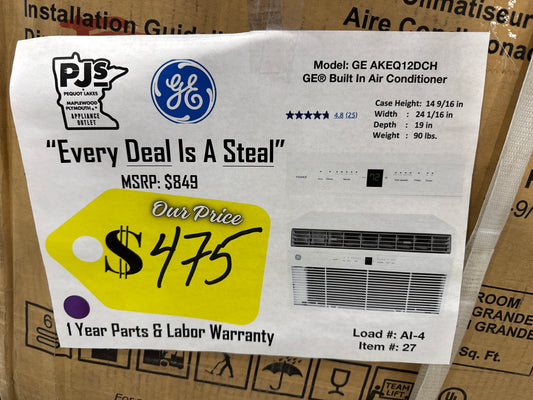 Installation Guide
Climatiseur
Aire
PJ's
PEQUOT LAKES
MAPLEWOOD
PLYMOUTH
APPLIANCE
OUTLET
GE
Model: GE AKEQ12DCH
GE® Built In Air Conditioner
4.8 (25)
Case Height: 14 9/16 in
Width : 24 1/16 in
Depth : 19 in
Weight : 90 lbs.
"Every Deal Is A Steal"
MSRP: $849
Our Price
$475
1 Year Parts & Labor Warranty
Load #: AI-4
Item #: 27
ROOM
GRANDE
GRANDE
Sq. Ft.
TEAM
LIFT
UL